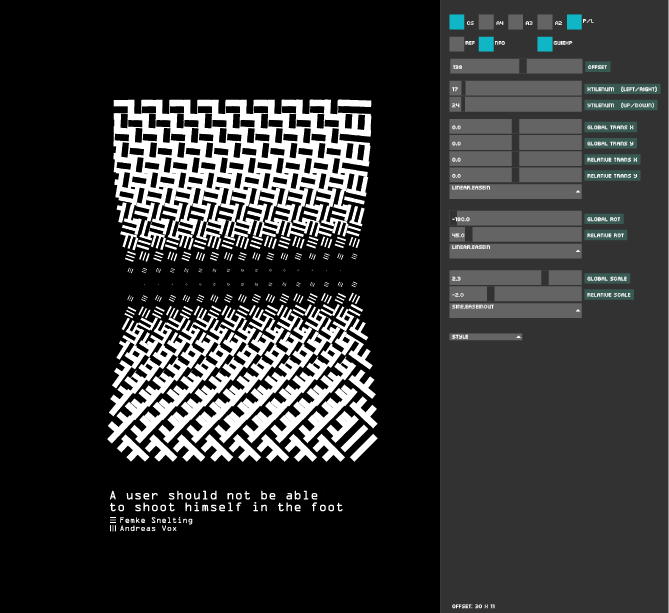 A user should not be able
to shoot himself in the foot
Femke Snelting
Andreas Vox
CS A4 A3 A2 P/L
REF INFO GUIDEP
138 OFFSET
17 XTILENUM (LEFT/RIGHT)
24 YTILENUM (UP/DOWN)
0.0 GLOBAL TRANS X
0.0 GLOBAL TRANS Y
0.0 RELATIVE TRANS X
0.0 RELATIVE TRANS Y
LINEAR.EASEIN
-180.0 GLOBAL ROT
45.0 RELATIVE ROT
LINEAR.EASEIN
2.3 GLOBAL SCALE
-2.0 RELATIVE SCALE
SINE.EASEINOUT
STYLE
OFFSET: 30 X 11